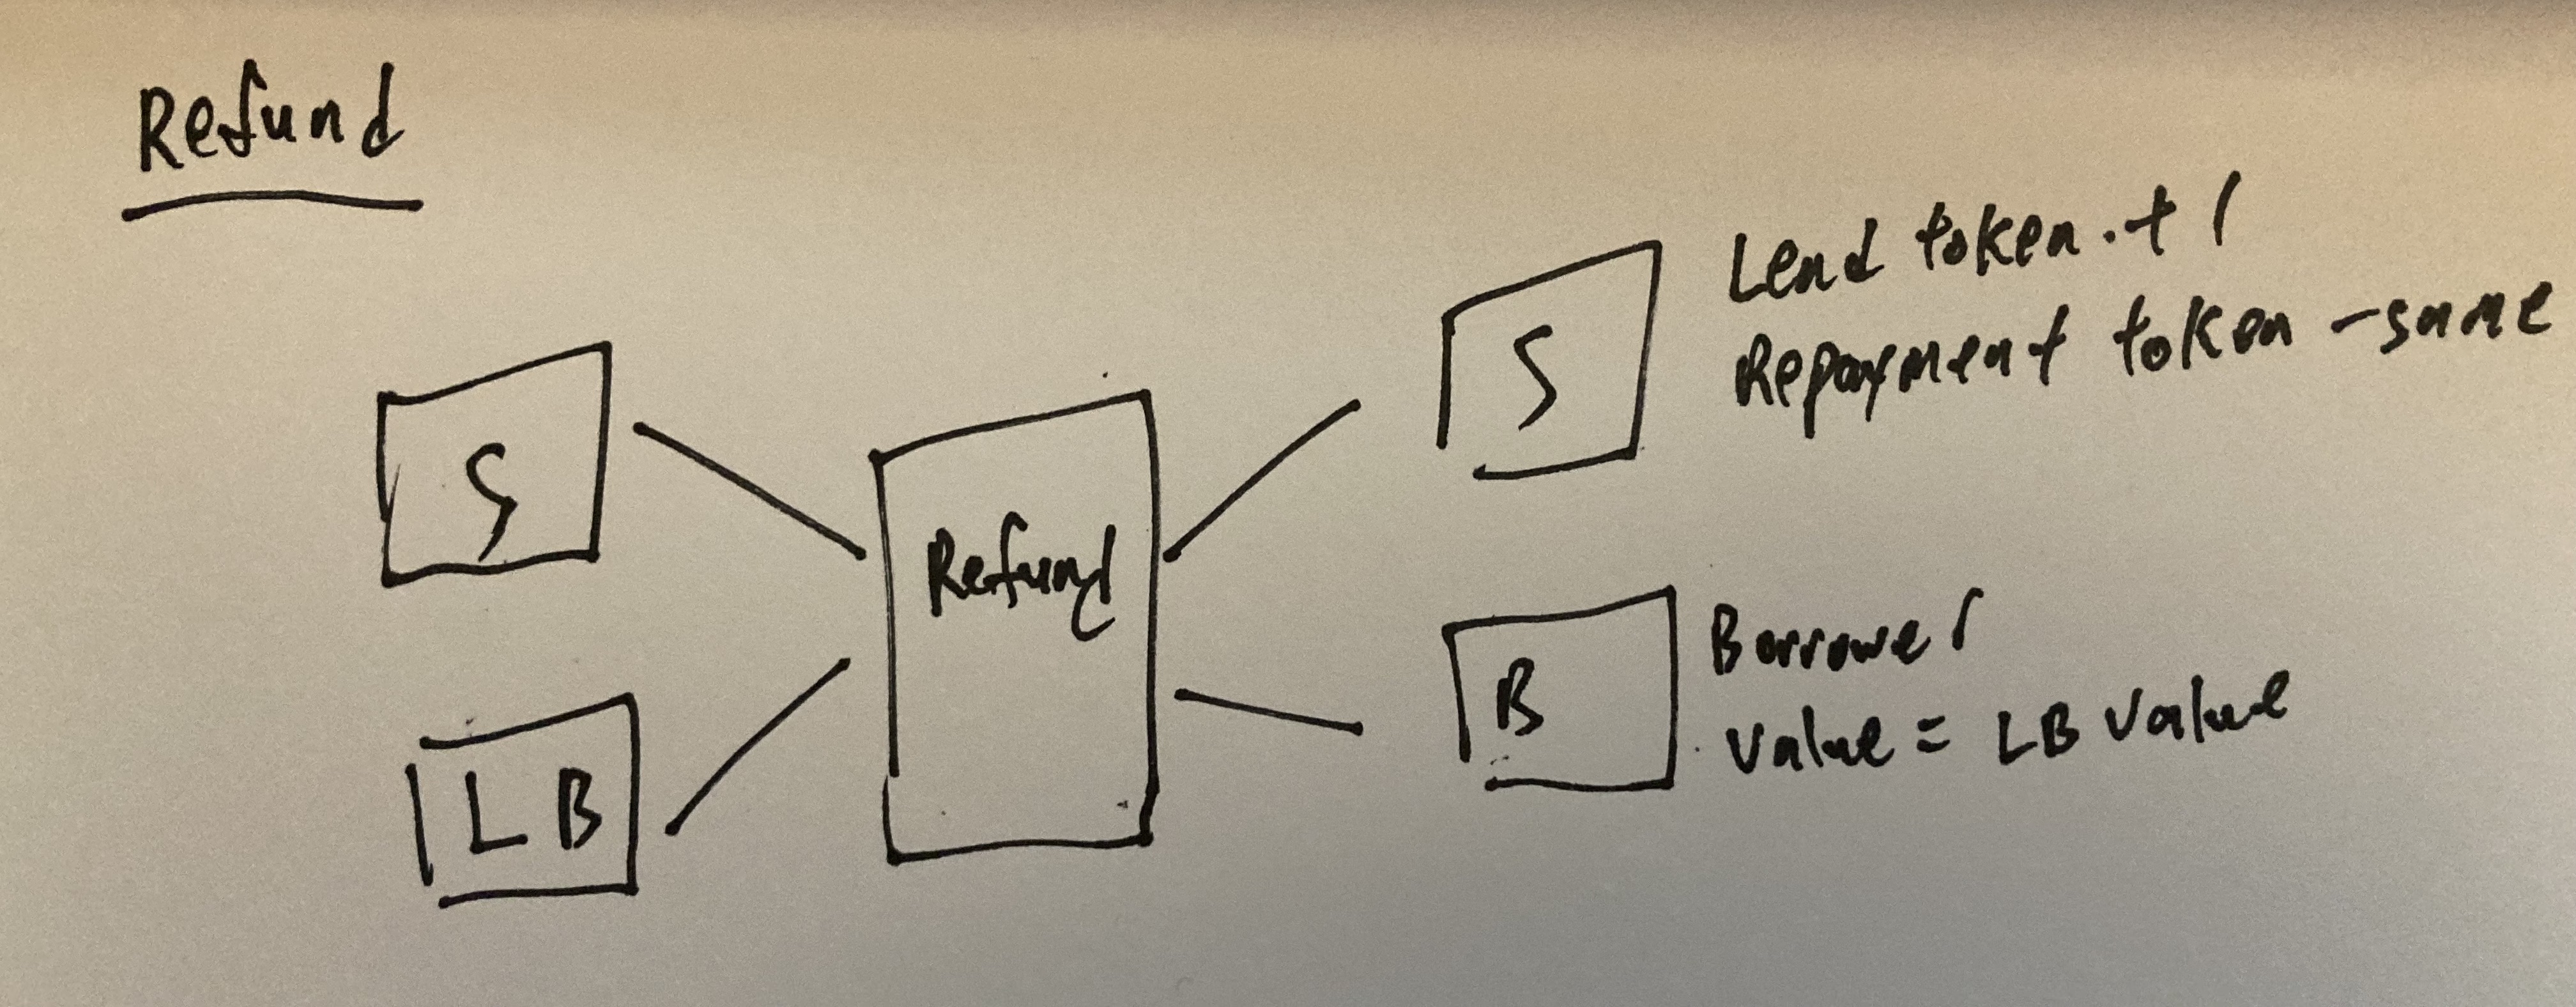 Refund
S
Lend token .+1
Repayment token - same
S
Refund
LB
B
Borrower
value = LB value